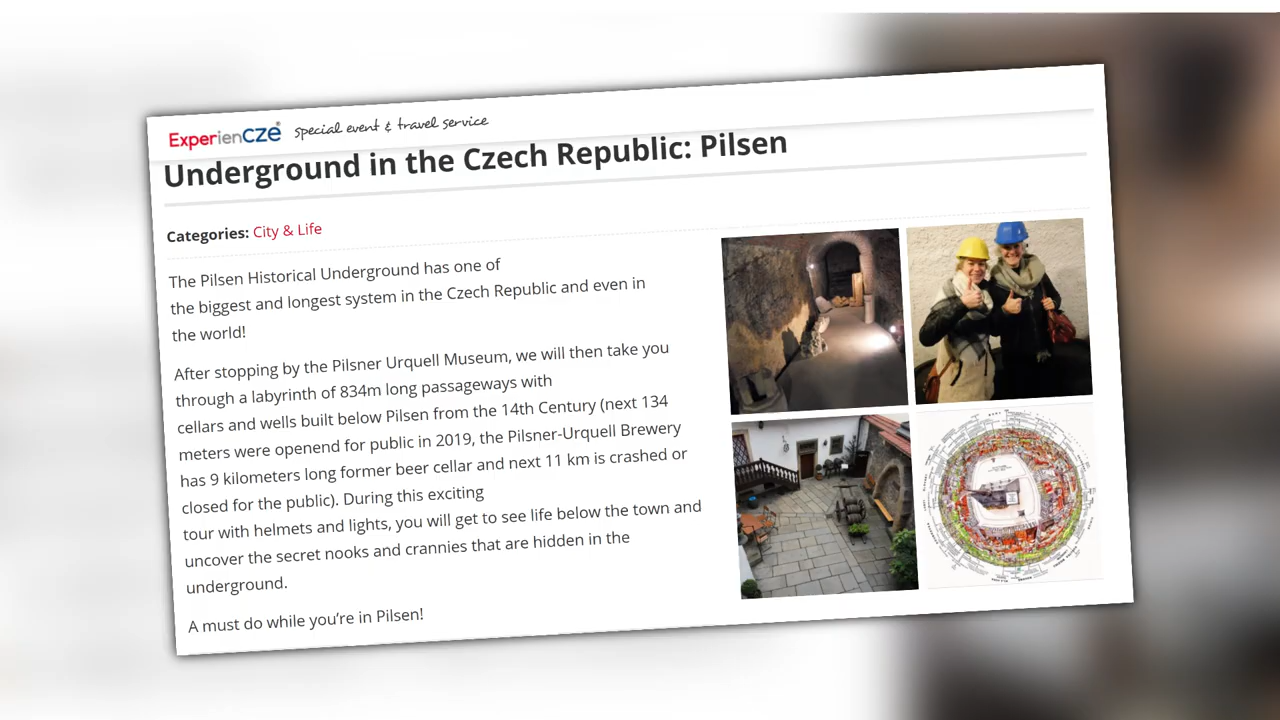 ExperienCZe® special event & travel service
Underground in the Czech Republic: Pilsen
Categories: City & Life
The Pilsen Historical Underground has one of
the biggest and longest system in the Czech Republic and even in
the world!
After stopping by the Pilsner Urquell Museum, we will then take you
through a labyrinth of 834m long passageways with
cellars and wells built below Pilsen from the 14th Century (next 134
meters were openend for public in 2019, the Pilsner-Urquell Brewery
has 9 kilometers long former beer cellar and next 11 km is crashed or
closed for the public). During this exciting
tour with helmets and lights, you will get to see life below the town and
uncover the secret nooks and crannies that are hidden in the
underground.
A must do while you're in Pilsen!